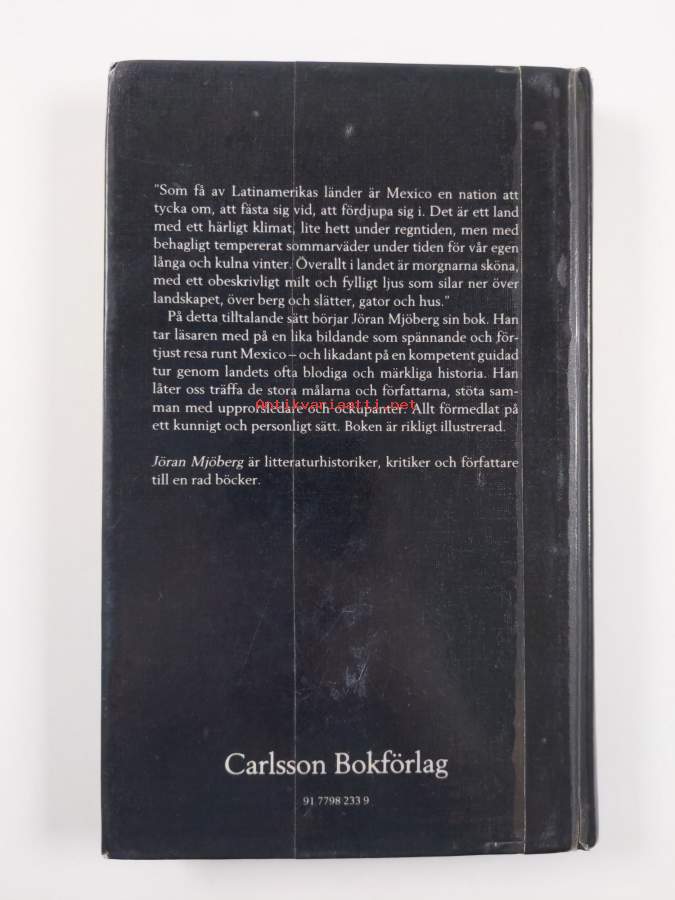 "Som få av Latinamerikas länder är Mexico en nation att
tycka om, att fästa sig vid, att fördjupa sig i. Det är ett land
med ett härligt klimat, lite hett under regntiden, men med
behagligt tempererat sommarväder under tiden för vår egen
långa och kulna vinter. Överallt i landet är morgnarna sköna,
med ett obeskrivligt milt och fylligt ljus som silar ner över
landskapet, över berg och slätter, gator och hus."
På detta tilltalande sätt börjar Jöran Mjöberg sin bok. Han
tar läsaren med på en lika bildande som spännande och för-
tjust resa runt Mexico – och likadant på en kompetent guidad
tur genom landets ofta blodiga och märkliga historia. Han
låter oss träffa de stora målarna och författarna, stöta sam-
man med upprorsledare och ockupanter. Allt förmedlat på
Antikvariaatti.net
ett kunnigt och personligt sätt. Boken är rikligt illustrerad.
Jöran Mjöberg är litteraturhistoriker, kritiker och författare
till en rad böcker.
Carlsson Bokförlag
91 7798 233 9